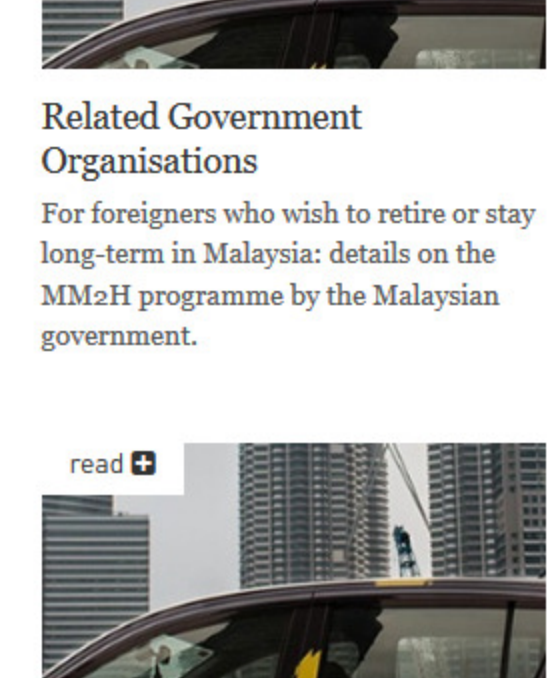 Related Government
Organisations
For foreigners who wish to retire or stay
long-term in Malaysia: details on the
MM2H programme by the Malaysian
government.
read